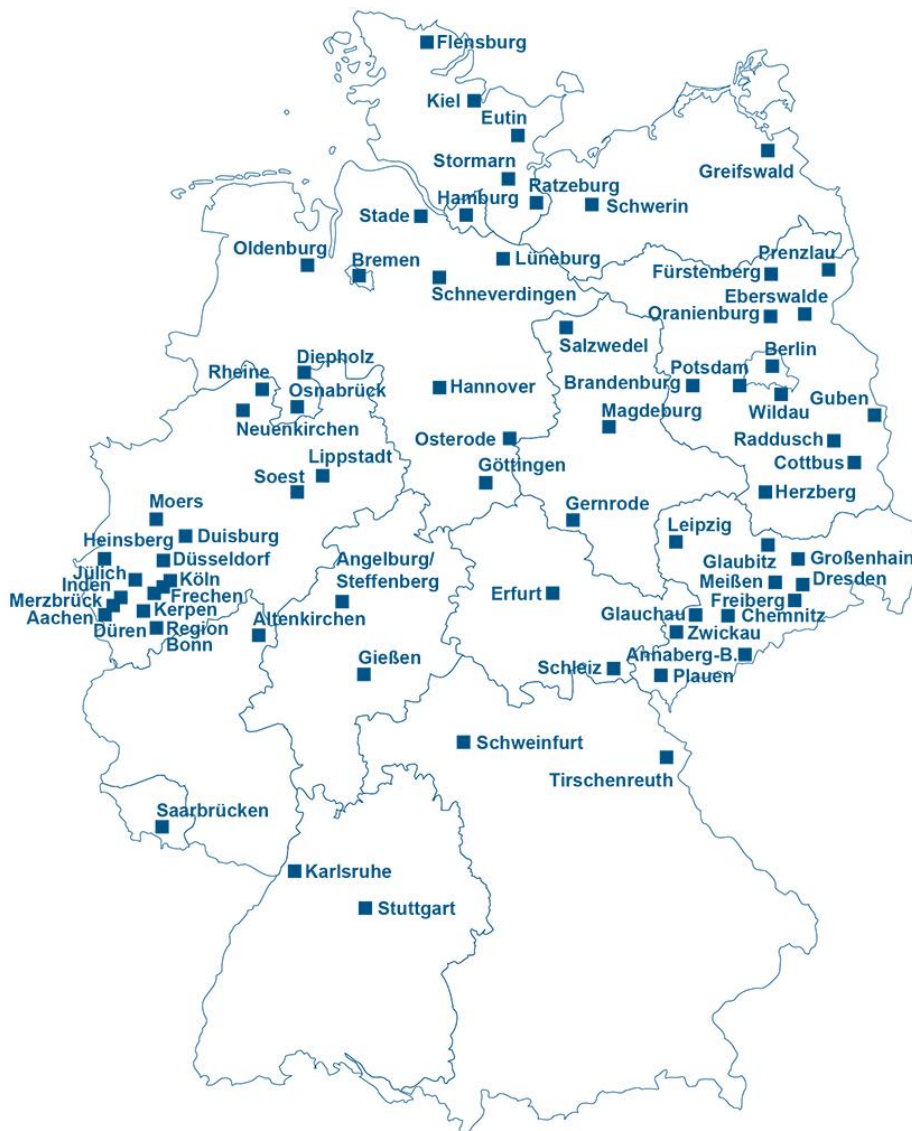 Flensburg
Kiel
Eutin
Stormarn
Greifswald
Ratzeburg
Hamburg
Stade
Schwerin
Oldenburg
Bremen
Lüneburg
Prenzlau
Fürstenberg
Schneverdingen
Eberswalde
Oranienburg
Salzwedel
Berlin
Diepholz
Rheine
Potsdam
Hannover
Brandenburg
Osnabrück
Guben
Wildau
Magdeburg
Neuenkirchen
Osterode
Raddusch
Lippstadt
Cottbus
Göttingen
Soest
Herzberg
Moers
Gernrode
Leipzig
Duisburg
Heinsberg
Düsseldorf
Angelburg/
Steffenberg
Glaubitz
Großenhain
Jülich
Köln
Meißen
Dresden
Inden
Frechen
Erfurt
Freiberg
Merzbrück
Kerpen
Aachen
Altenkirchen
Glauchau
Chemnitz
Düren
Region
Bonn
Zwickau
Annaberg-B.
Gießen
Schleiz
Plauen
Schweinfurt
Tirschenreuth
Saarbrücken
Karlsruhe
Stuttgart